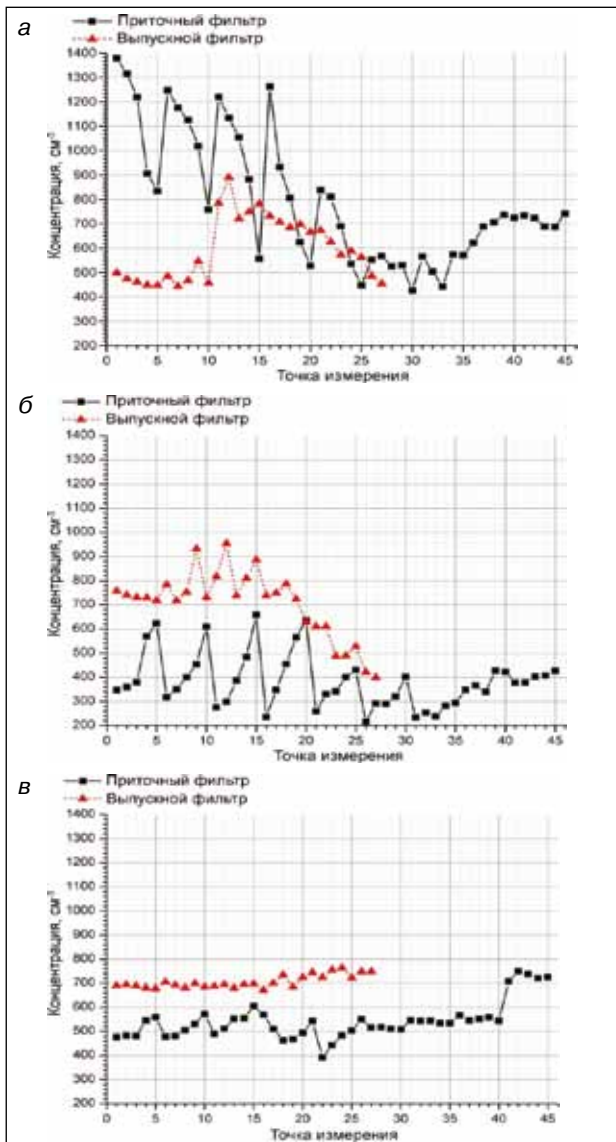 а
Приточный фильтр
Выпускной фильтр
1400
1300
1200
1100
1000
900
800
700
600
500
400
300
200
Концентрация, см⁻³
0 5 10 15 20 25 30 35 40 45
Точка измерения
б
Приточный фильтр
Выпускной фильтр
1400
1300
1200
1100
1000
900
800
700
600
500
400
300
200
Концентрация, см⁻³
0 5 10 15 20 25 30 35 40 45
Точка измерения
в
Приточный фильтр
Выпускной фильтр
1400
1300
1200
1100
1000
900
800
700
600
500
400
300
200
Концентрация, см⁻³
0 5 10 15 20 25 30 35 40 45
Точка измерения